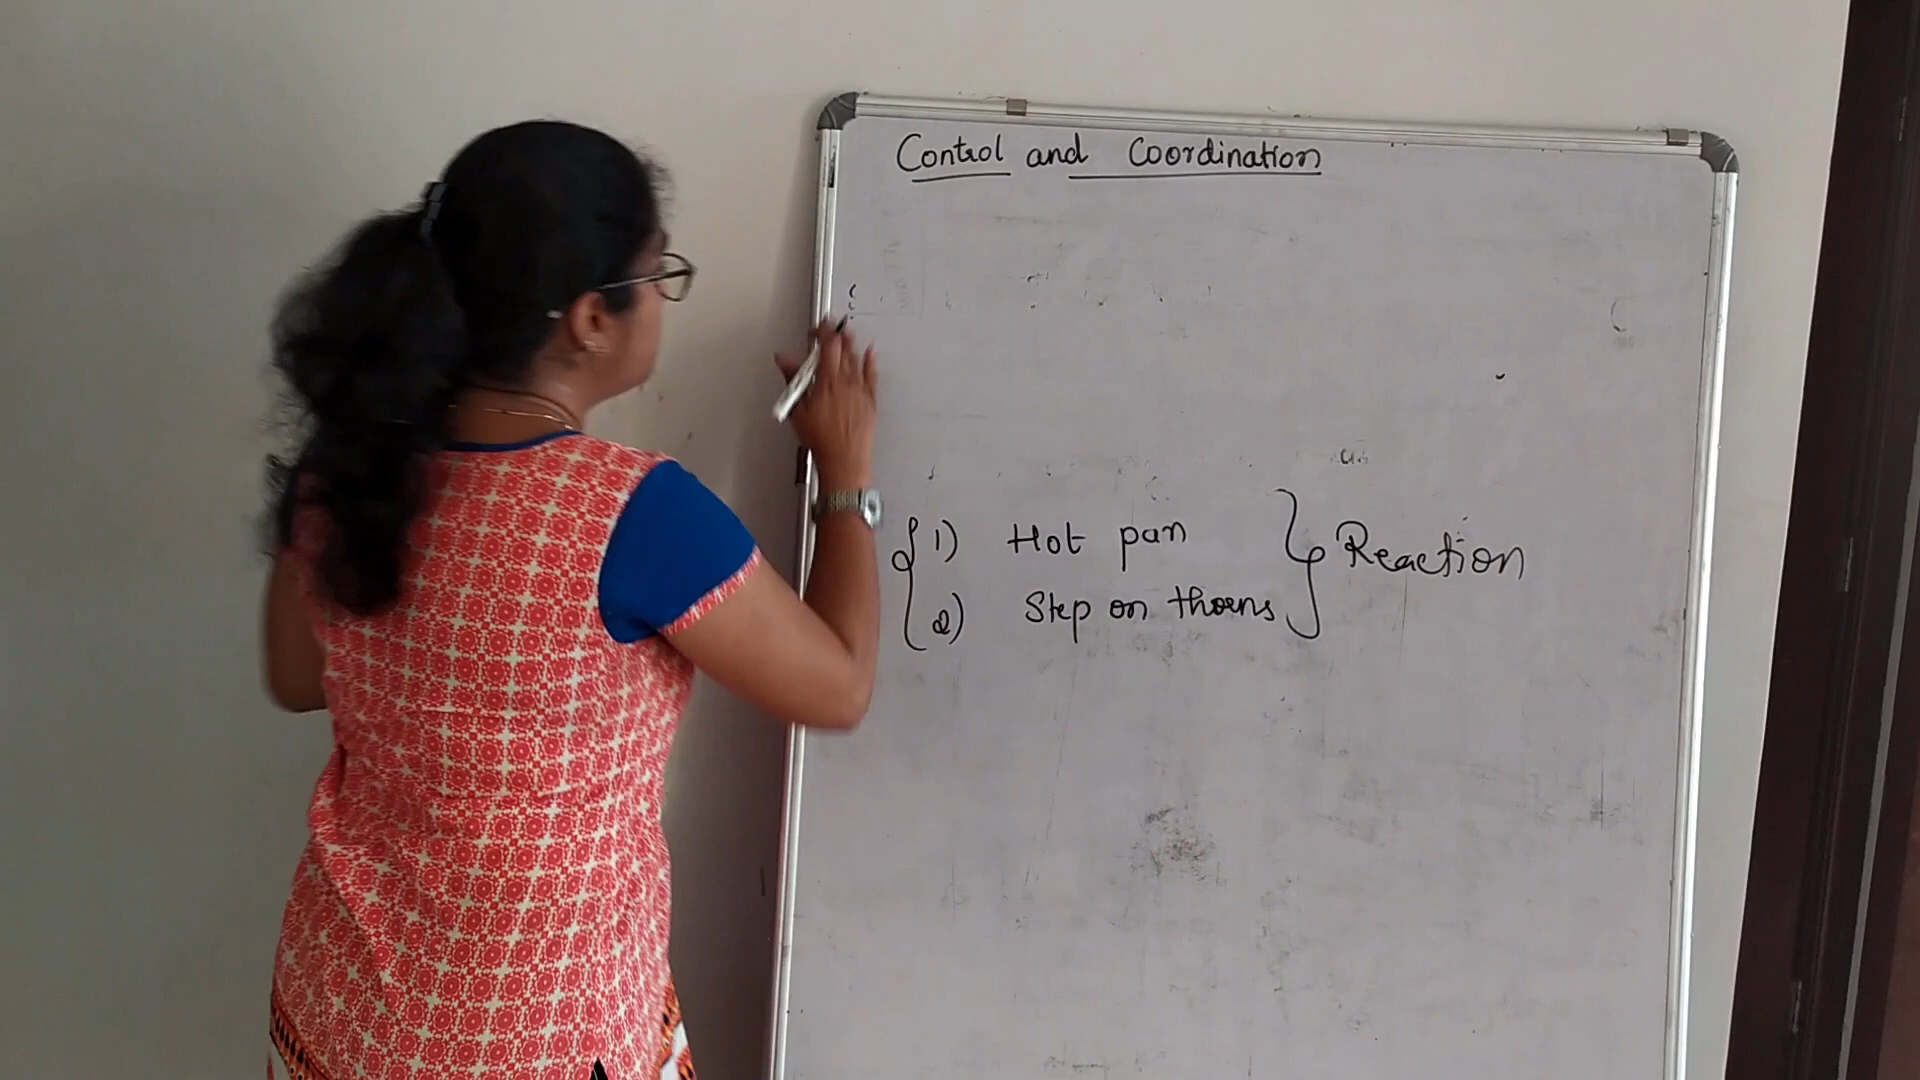 Control and Coordination
1) Hot pan
2) Step on thorns
Reaction